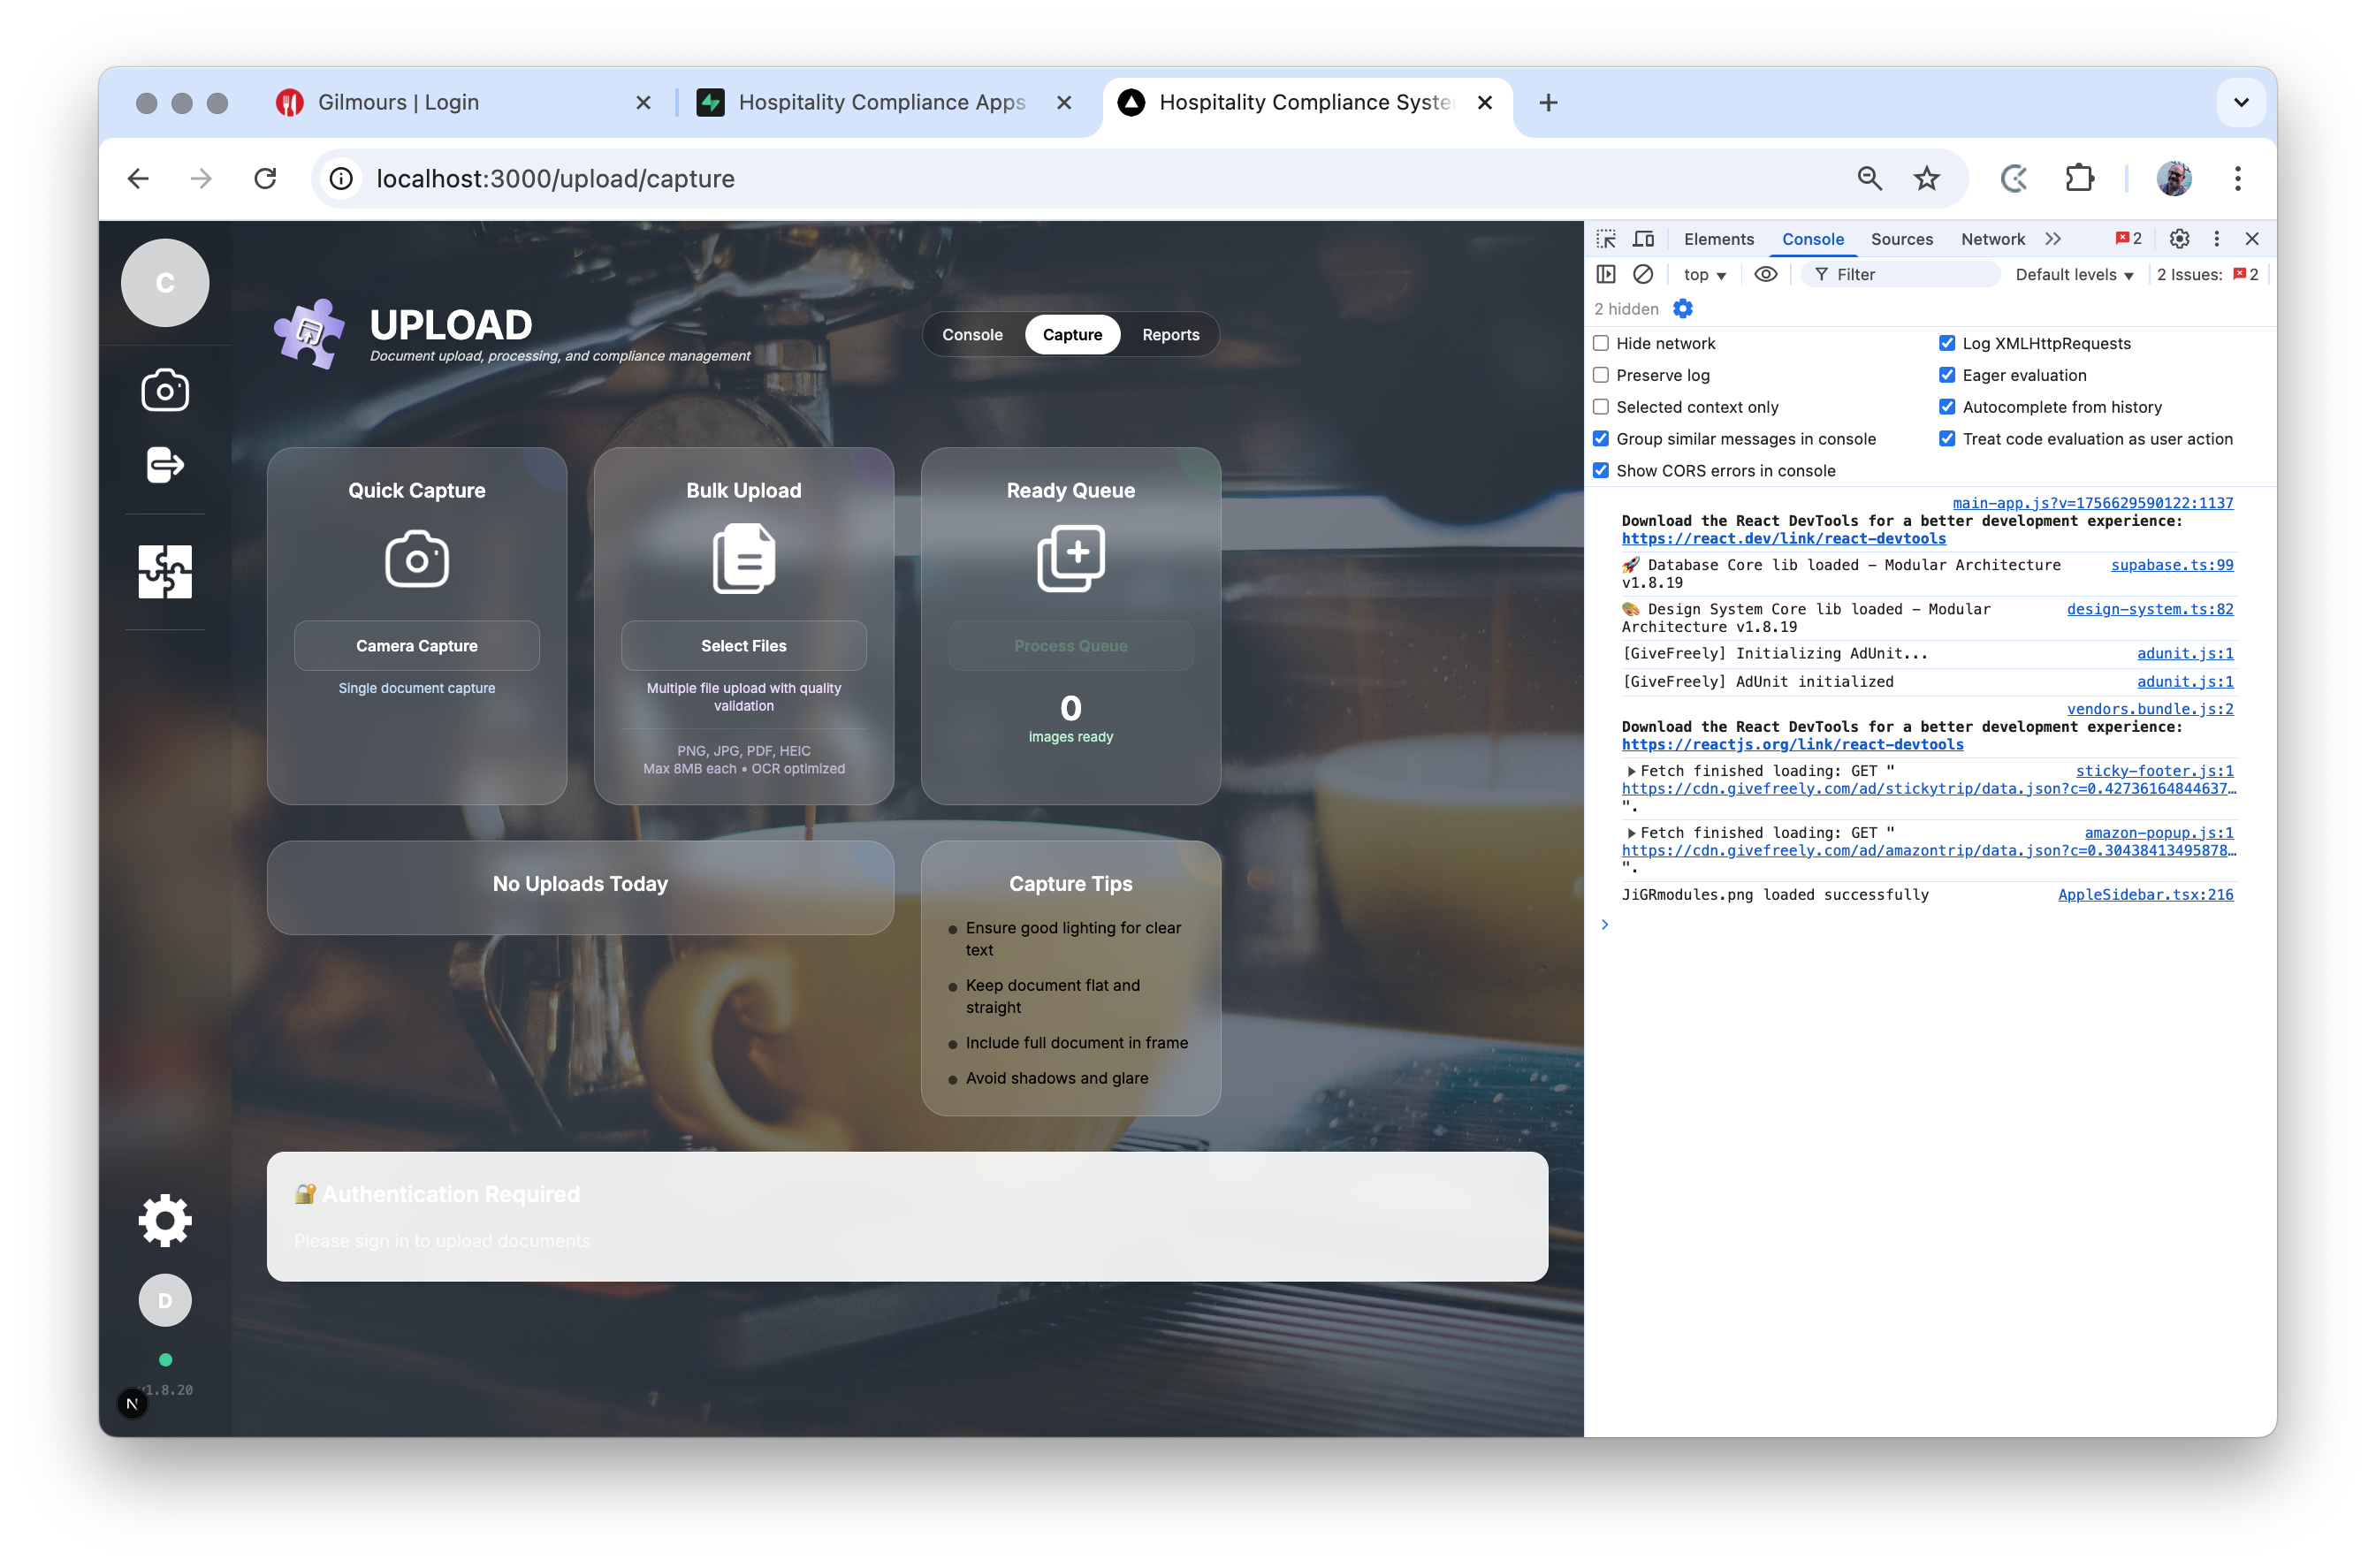 Gilmours | Login
Hospitality Compliance Apps
Hospitality Compliance Syste
localhost:3000/upload/capture
C
UPLOAD
Document upload, processing, and compliance management
Console
Capture
Reports
Quick Capture
Camera Capture
Single document capture
Bulk Upload
Select Files
Multiple file upload with quality
validation
PNG, JPG, PDF, HEIC
Max 8MB each • OCR optimized
Ready Queue
Process Queue
0
images ready
No Uploads Today
Capture Tips
Ensure good lighting for clear
text
Keep document flat and
straight
Include full document in frame
Avoid shadows and glare
🔐 Authentication Required
Please sign in to upload documents
D
v1.8.20
N
Elements
Console
Sources
Network
2
top
Filter
Default levels
2 Issues:
2
2 hidden
Hide network
Log XMLHttpRequests
Preserve log
Eager evaluation
Selected context only
Autocomplete from history
Group similar messages in console
Treat code evaluation as user action
Show CORS errors in console
main-app.js?v=1756629590122:1137
Download the React DevTools for a better development experience:
https://react.dev/link/react-devtools
🚀 Database Core lib loaded – Modular Architecture supabase.ts:99
v1.8.19
🎨 Design System Core lib loaded – Modular design-system.ts:82
Architecture v1.8.19
[GiveFreely] Initializing AdUnit... adunit.js:1
[GiveFreely] AdUnit initialized adunit.js:1
vendors.bundle.js:2
Download the React DevTools for a better development experience:
https://reactjs.org/link/react-devtools
Fetch finished loading: GET " sticky-footer.js:1
https://cdn.givefreely.com/ad/stickytrip/data.json?c=0.42736164844637…
".
Fetch finished loading: GET " amazon-popup.js:1
https://cdn.givefreely.com/ad/amazontrip/data.json?c=0.30438413495878…
".
JiGRmodules.png loaded successfully AppleSidebar.tsx:216